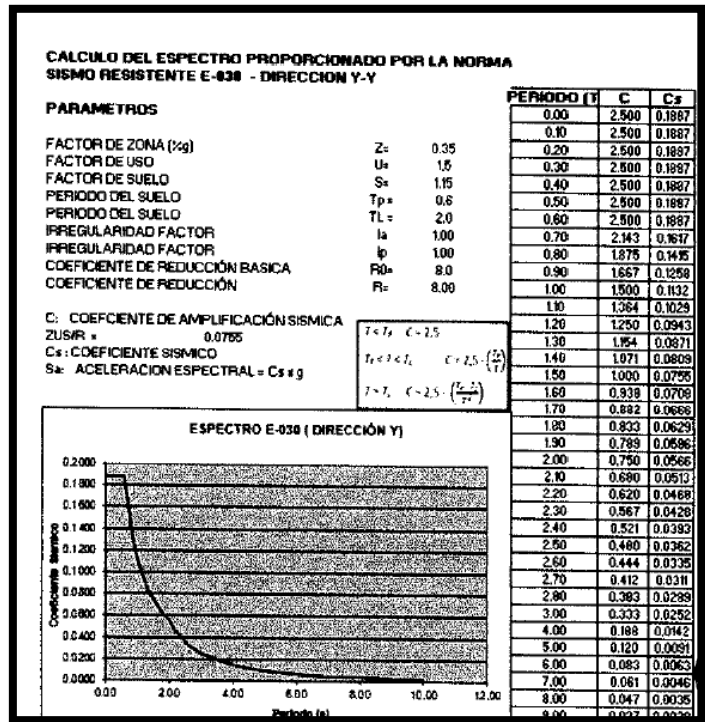 CALCULO DEL ESPECTRO PROPORCIONADO POR LA NORMA
SISMO RESISTENTE E-030 - DIRECCION Y-Y
PARAMETROS
FACTOR DE ZONA (%g) Z= 0.35
FACTOR DE USO U= 1.5
FACTOR DE SUELO S= 1.15
PERIODO DEL SUELO Tp= 0.6
PERIODO DEL SUELO TL = 2.0
IRREGULARIDAD FACTOR Ia 1.00
IRREGULARIDAD FACTOR Ip 1.00
COEFICIENTE DE REDUCCIÓN BASICA R0= 8.0
COEFICIENTE DE REDUCCIÓN R= 8.00
C: COEFCIENTE DE AMPLIFICACIÓN SISMICA
ZUS/R = 0.0755
Cs: COEFICIENTE SISMICO
Sa: ACELERACION ESPECTRAL = Cs x g
T < TP C = 2,5
TP < T < TL C = 2,5 · (TP/T)
T > TL C = 2,5 · (TP·TL/T²)
ESPECTRO E-030 ( DIRECCIÓN Y)
Coeficiente Sismico
0.2000
0.1800
0.1600
0.1400
0.1200
0.1000
0.0800
0.0600
0.0400
0.0200
0.0000
0.00 2.00 4.00 6.00 8.00 10.00 12.00
Periodo (s)
PERIODO (T C Cs
0.00 2.500 0.1887
0.10 2.500 0.1887
0.20 2.500 0.1887
0.30 2.500 0.1887
0.40 2.500 0.1887
0.50 2.500 0.1887
0.60 2.500 0.1887
0.70 2.143 0.1617
0.80 1.875 0.1415
0.90 1.667 0.1258
1.00 1.500 0.1132
1.10 1.364 0.1029
1.20 1.250 0.0943
1.30 1.154 0.0871
1.40 1.071 0.0809
1.50 1.000 0.0755
1.60 0.938 0.0708
1.70 0.882 0.0666
1.80 0.833 0.0629
1.90 0.789 0.0596
2.00 0.750 0.0566
2.10 0.680 0.0513
2.20 0.620 0.0468
2.30 0.567 0.0428
2.40 0.521 0.0393
2.50 0.480 0.0362
2.60 0.444 0.0335
2.70 0.412 0.0311
2.80 0.383 0.0289
3.00 0.333 0.0252
4.00 0.188 0.0142
5.00 0.120 0.0091
6.00 0.083 0.0063
7.00 0.061 0.0046
8.00 0.047 0.0035